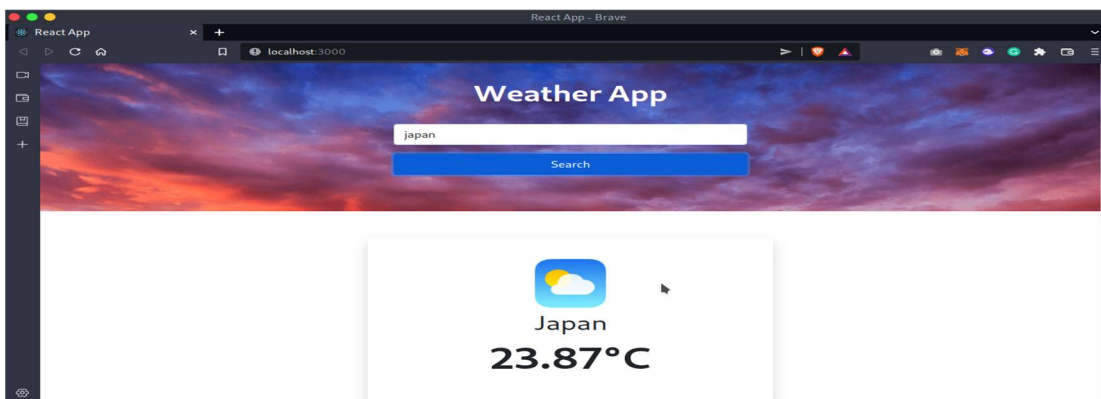 React App - Brave
React App
localhost:3000
Weather App
japan
Search
Japan
23.87°C